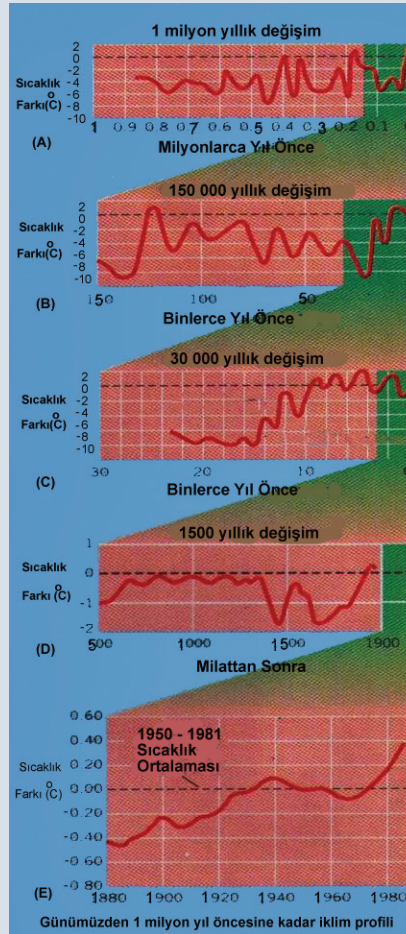 1 milyon yıllık değişim
2
0
-2
-4
-6
-8
-10
Sıcaklık
Farkı(C)
o
1 0.9 0.8 0.7 0.6 .5 0.4 0.3 0.2 0.1 0
(A)
Milyonlarca Yıl Önce
150 000 yıllık değişim
2
0
-2
-4
-6
-8
-10
Sıcaklık
Farkı(C)
o
150 100 50 0
(B)
Binlerce Yıl Önce
30 000 yıllık değişim
2
0
-2
-4
-6
-8
-10
Sıcaklık
Farkı(C)
o
30 20 10 0
(C)
Binlerce Yıl Önce
1500 yıllık değişim
1
0
-1
-2
Sıcaklık
Farkı (C)
o
500 1000 1500 1900
(D)
Milattan Sonra
0.60
0.40
0.20
0.00
-0.20
-0.40
-0.60
-0.80
1950 - 1981
Sıcaklık
Ortalaması
Sıcaklık
Farkı (C)
o
(E)
1880 1900 1920 1940 1960 1980
Günümüzden 1 milyon yıl öncesine kadar iklim profili